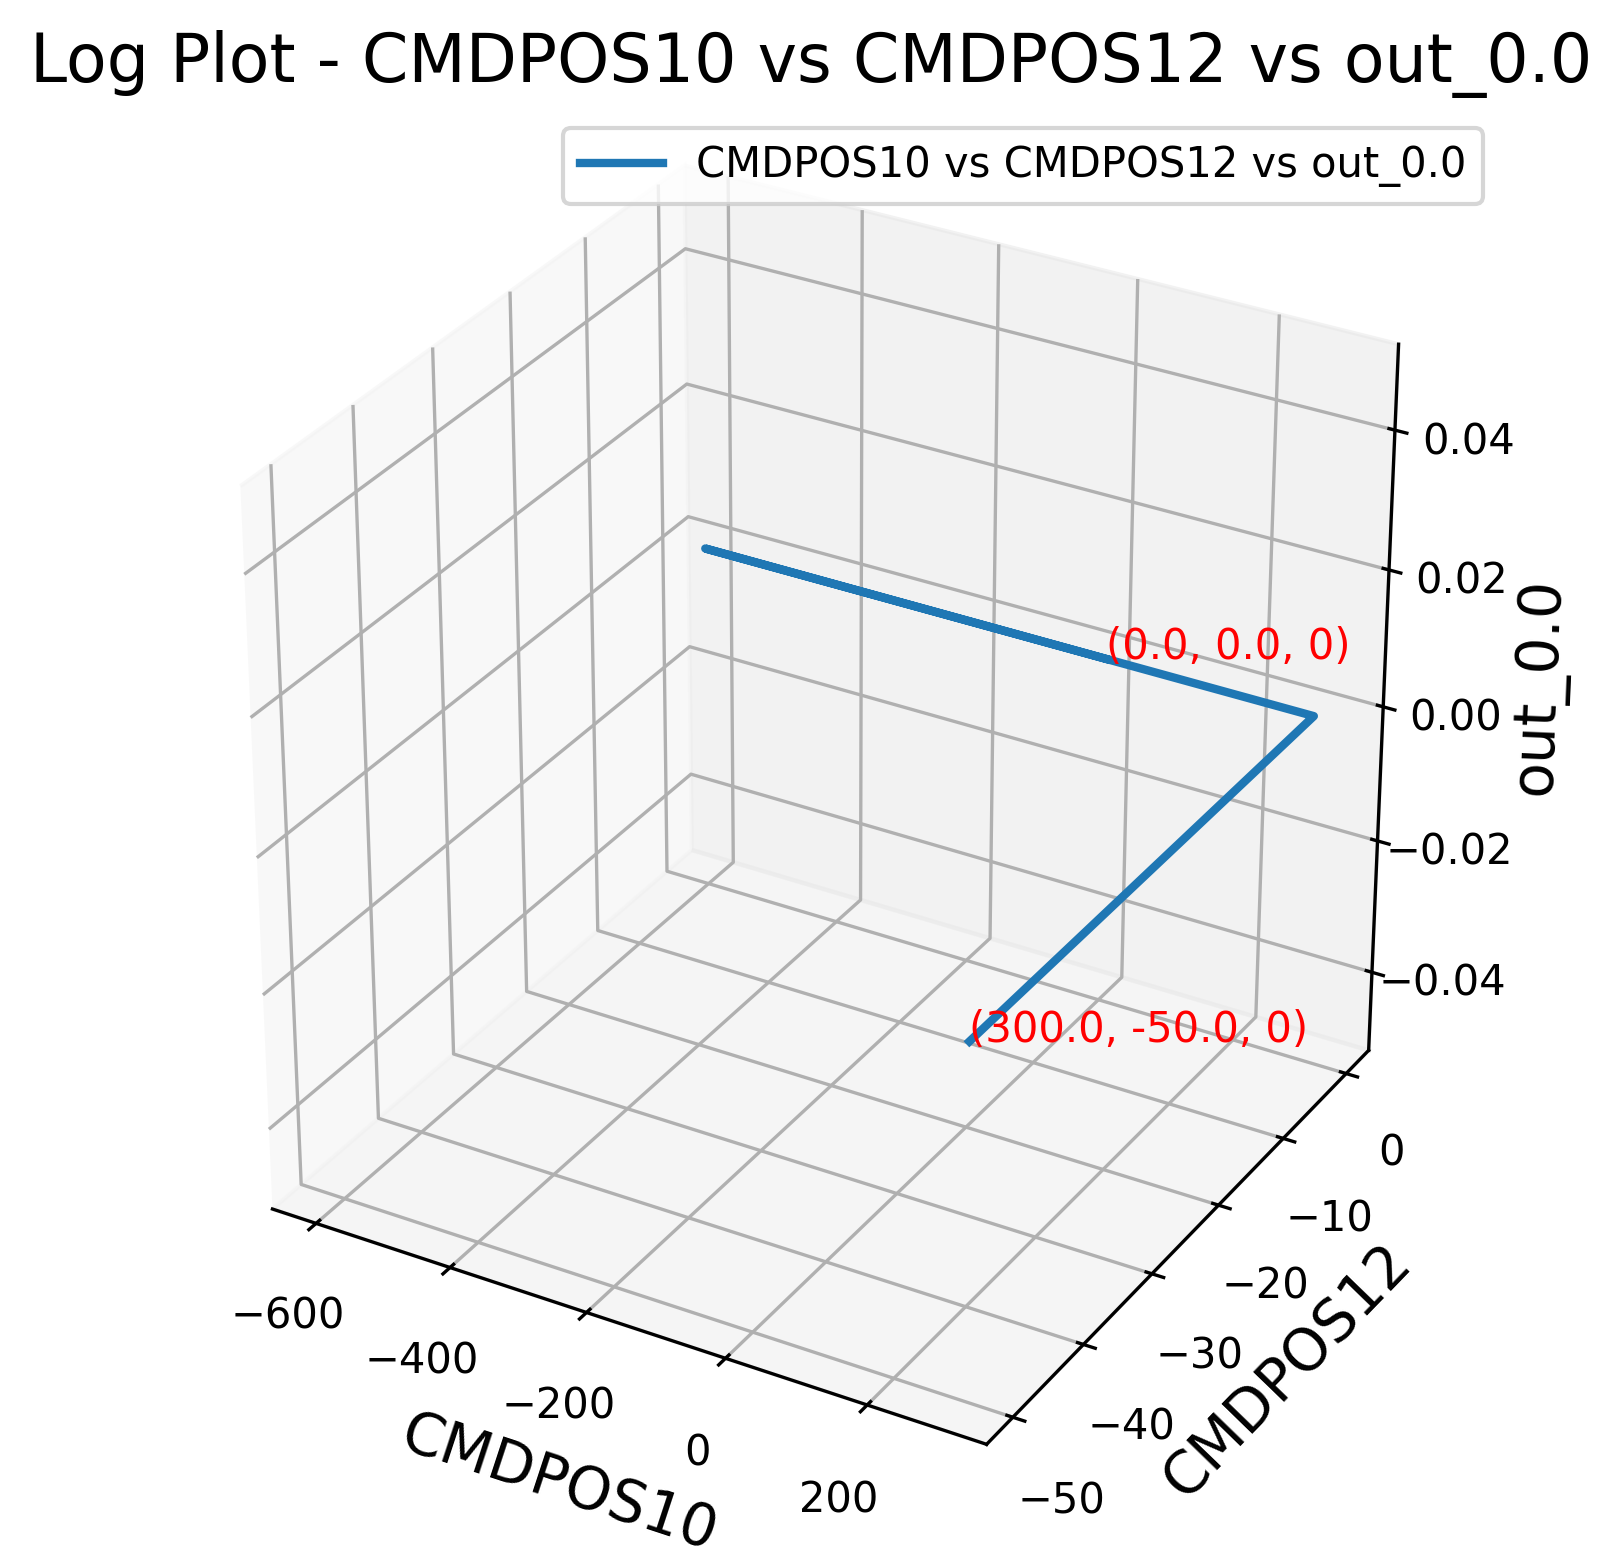 Log Plot - CMDPOS10 vs CMDPOS12 vs out_0.0
CMDPOS10 vs CMDPOS12 vs out_0.0
0.04
0.02
0.00
−0.02
−0.04
out_0.0
(0.0, 0.0, 0)
(300.0, -50.0, 0)
0
−10
−20
−30
−40
−50
CMDPOS12
−600
−400
−200
0
200
CMDPOS10